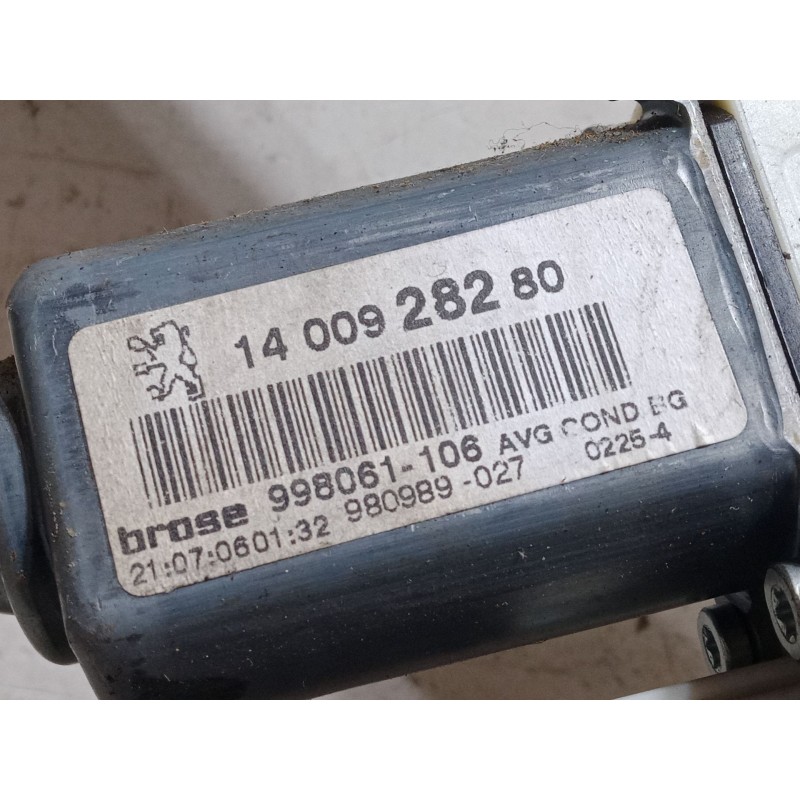 14 009 282 80
998061-106 AVG COND BG
brose 980989-027 0225-4
21:07:0601:32